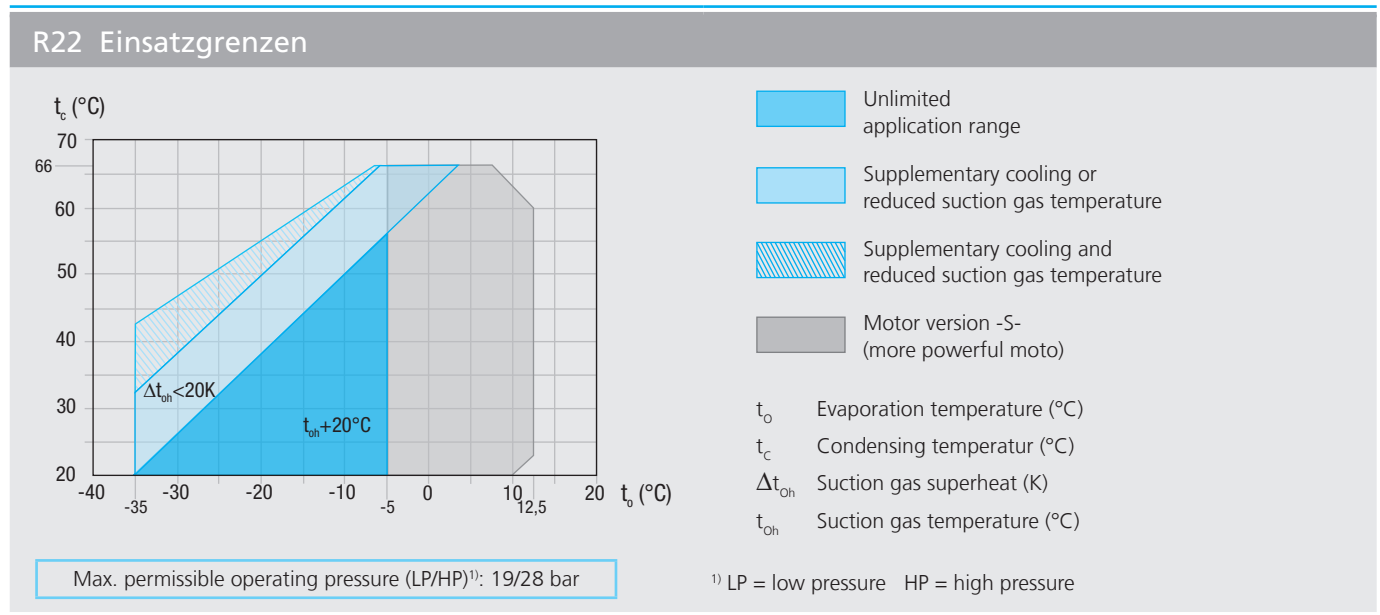 R22 Einsatzgrenzen
t_c (°C)
70
66
60
50
40
30
20
Δt_oh<20K
t_oh+20°C
-40
-35
-30
-20
-10
-5
0
10
12,5
20
t_o (°C)
Max. permissible operating pressure (LP/HP)1): 19/28 bar
Unlimited
application range
Supplementary cooling or
reduced suction gas temperature
Supplementary cooling and
reduced suction gas temperature
Motor version -S-
(more powerful moto)
t_O Evaporation temperature (°C)
t_C Condensing temperatur (°C)
Δt_Oh Suction gas superheat (K)
t_Oh Suction gas temperature (°C)
1) LP = low pressure HP = high pressure